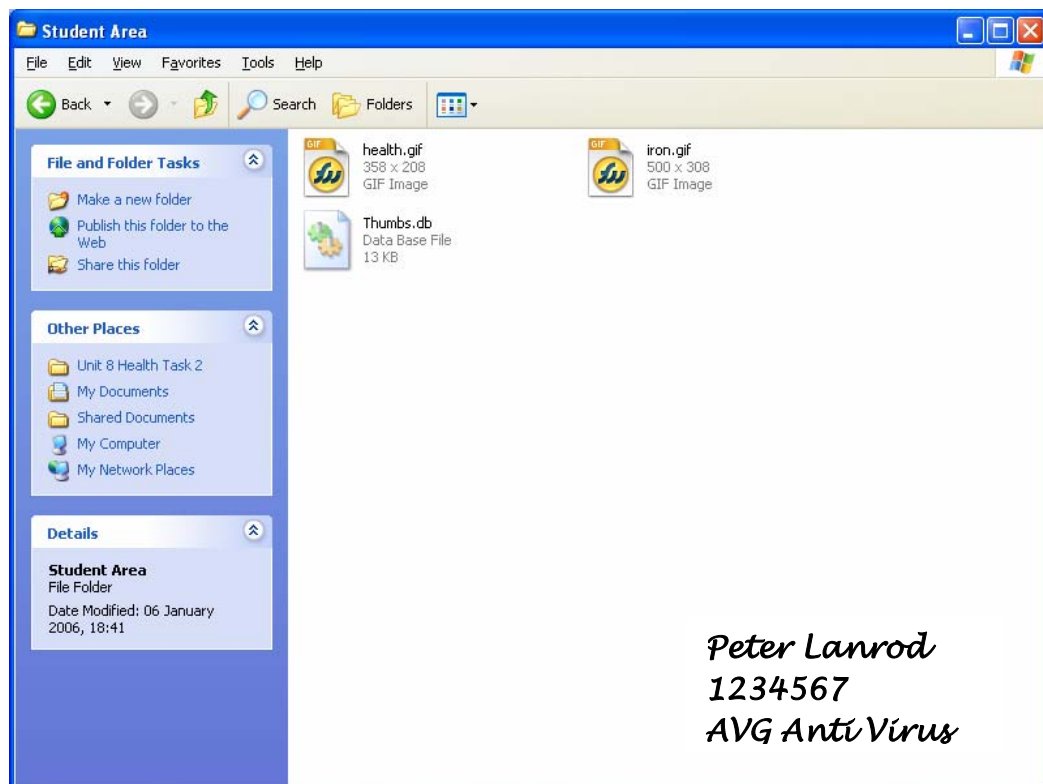 Student Area
File Edit View Favorites Tools Help
Back Search Folders
File and Folder Tasks
Make a new folder
Publish this folder to the
Web
Share this folder
Other Places
Unit 8 Health Task 2
My Documents
Shared Documents
My Computer
My Network Places
Details
Student Area
File Folder
Date Modified: 06 January
2006, 18:41
GIF
health.gif
358 x 208
GIF Image
GIF
iron.gif
500 x 308
GIF Image
Thumbs.db
Data Base File
13 KB
Peter Lanrod
1234567
AVG Anti Virus